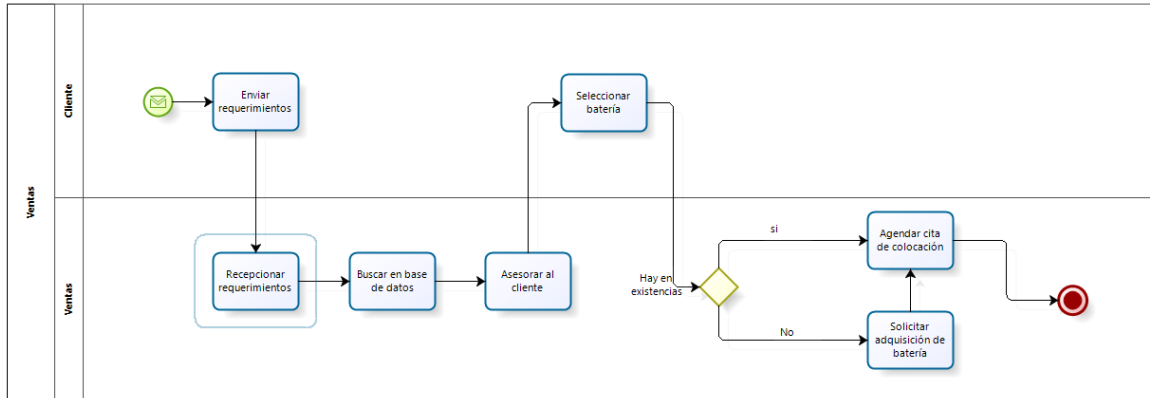 Ventas
Cliente
Enviar
requerimientos
Seleccionar
batería
Ventas
Recepcionar
requerimientos
Buscar en base
de datos
Asesorar al
cliente
Hay en
existencias
si
No
Agendar cita
de colocación
Solicitar
adquisición de
batería